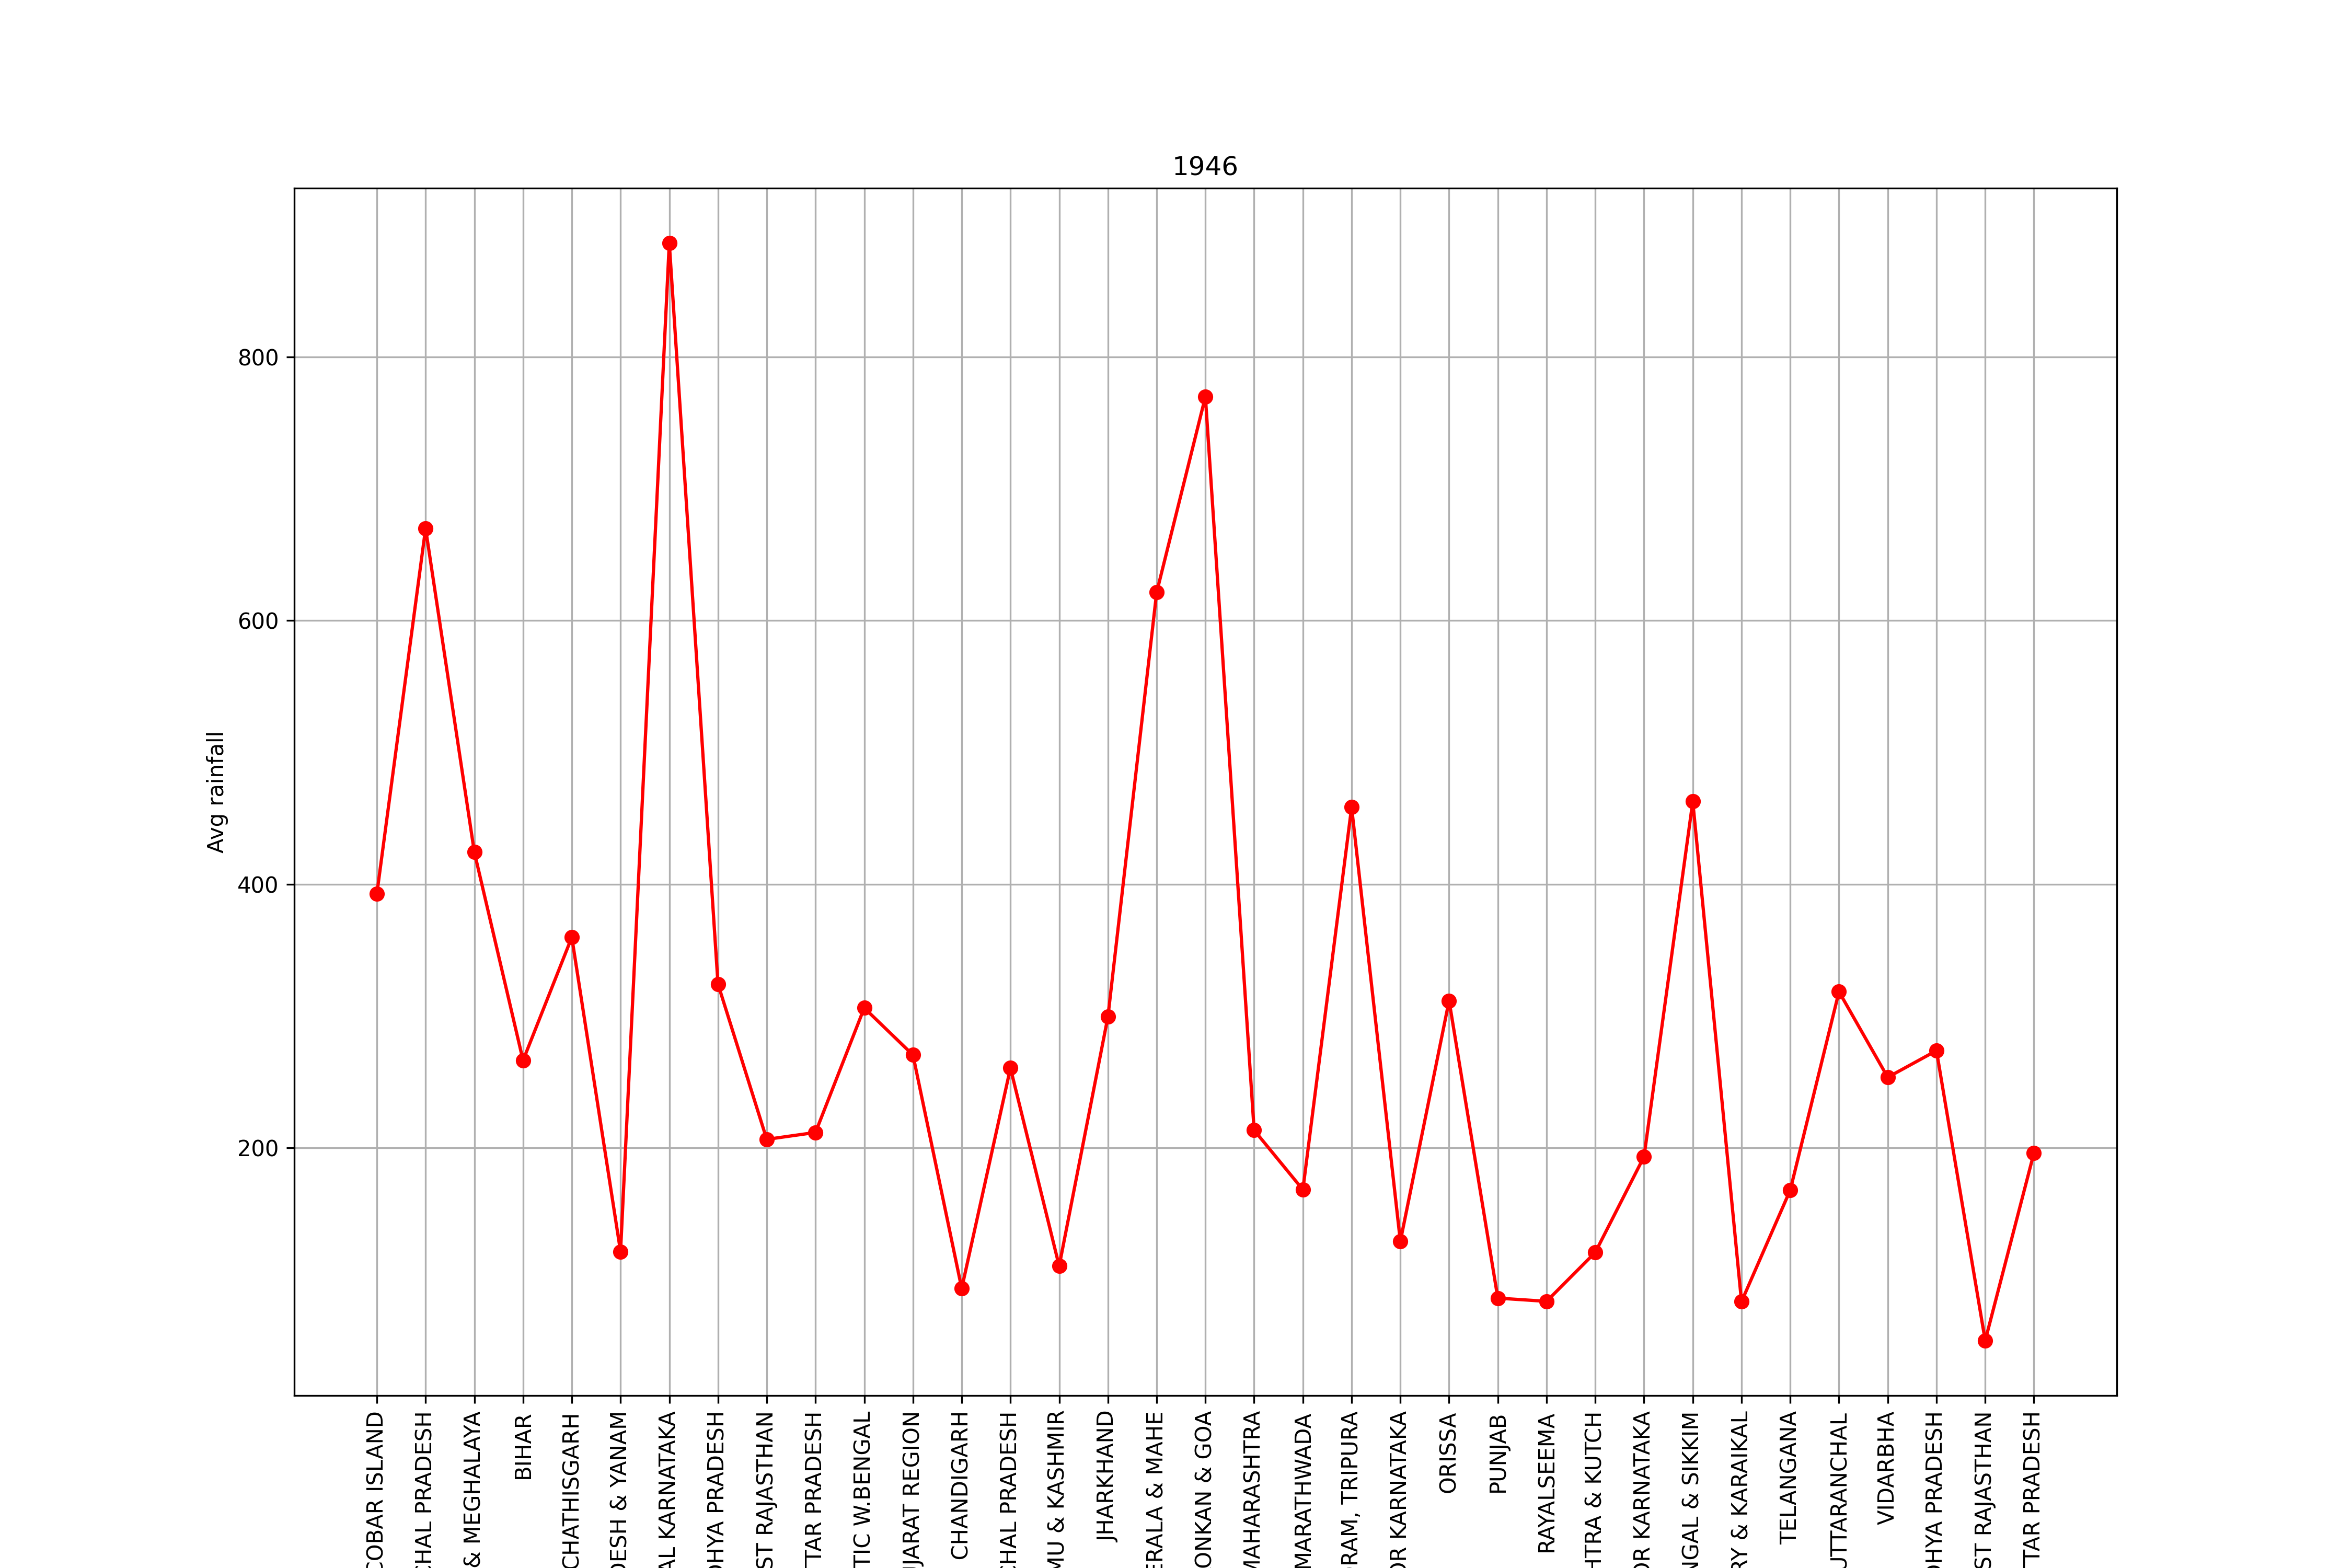 1946
800
600
400
200
Avg rainfall
COBAR ISLAND
CHAL PRADESH
& MEGHALAYA
BIHAR
CHATHISGARH
DESH & YANAM
AL KARNATAKA
DHYA PRADESH
ST RAJASTHAN
TTAR PRADESH
TIC W.BENGAL
JARAT REGION
CHANDIGARH
CHAL PRADESH
MU & KASHMIR
JHARKHAND
ERALA & MAHE
ONKAN & GOA
MAHARASHTRA
MARATHWADA
RAM, TRIPURA
OR KARNATAKA
ORISSA
PUNJAB
RAYALSEEMA
HTRA & KUTCH
OR KARNATAKA
NGAL & SIKKIM
RY & KARAIKAL
TELANGANA
UTTARANCHAL
VIDARBHA
DHYA PRADESH
ST RAJASTHAN
TTAR PRADESH